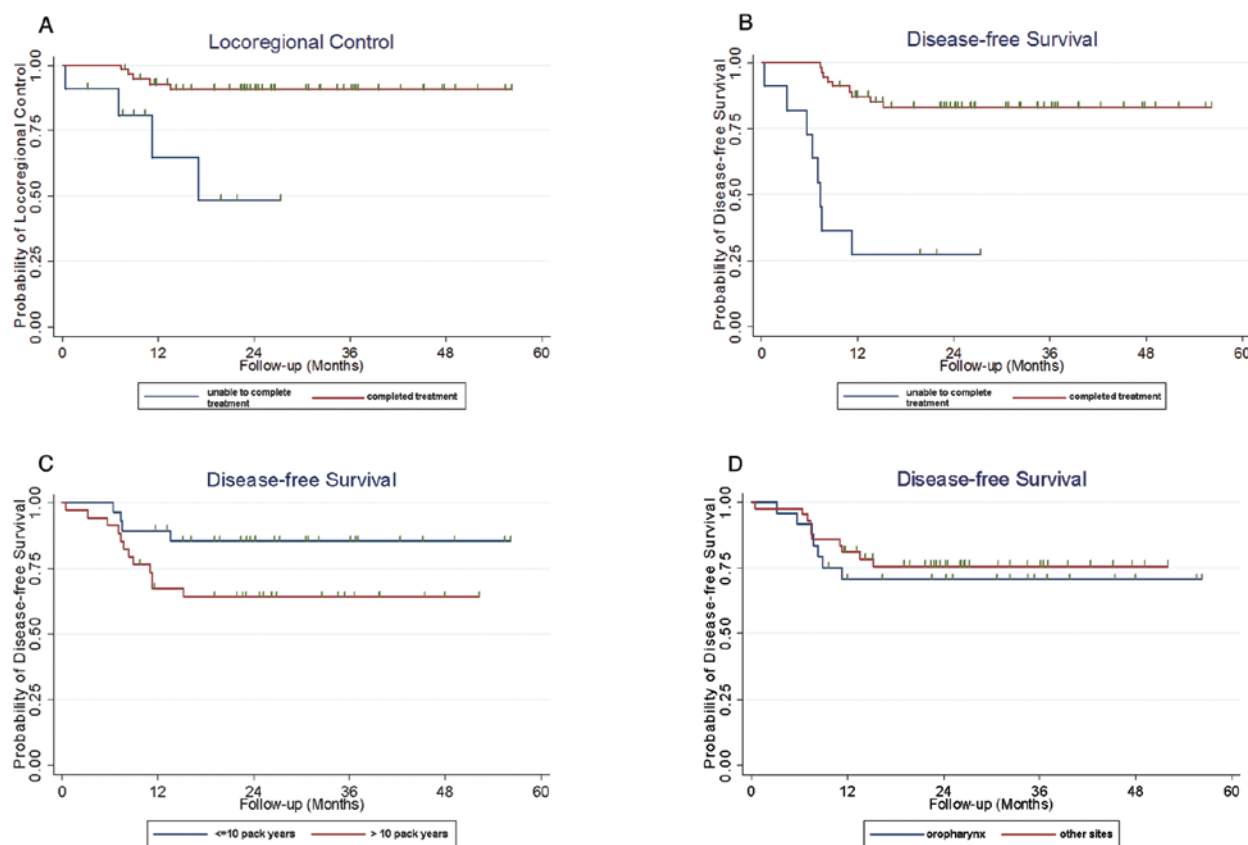 A
Locoregional Control
Probability of Locoregional Control
1.00
0.75
0.50
0.25
0.00
0 12 24 36 48 60
Follow-up (Months)
unable to complete
treatment
completed treatment
B
Disease-free Survival
Probability of Disease-free Survival
1.00
0.75
0.50
0.25
0.00
0 12 24 36 48 60
Follow-up (Months)
unable to complete
treatment
completed treatment
C
Disease-free Survival
Probability of Disease-free Survival
1.00
0.75
0.50
0.25
0.00
0 12 24 36 48 60
Follow-up (Months)
<=10 pack years > 10 pack years
D
Disease-free Survival
Probability of Disease-free Survival
1.00
0.75
0.50
0.25
0.00
0 12 24 36 48 60
Follow-up (Months)
oropharynx other sites